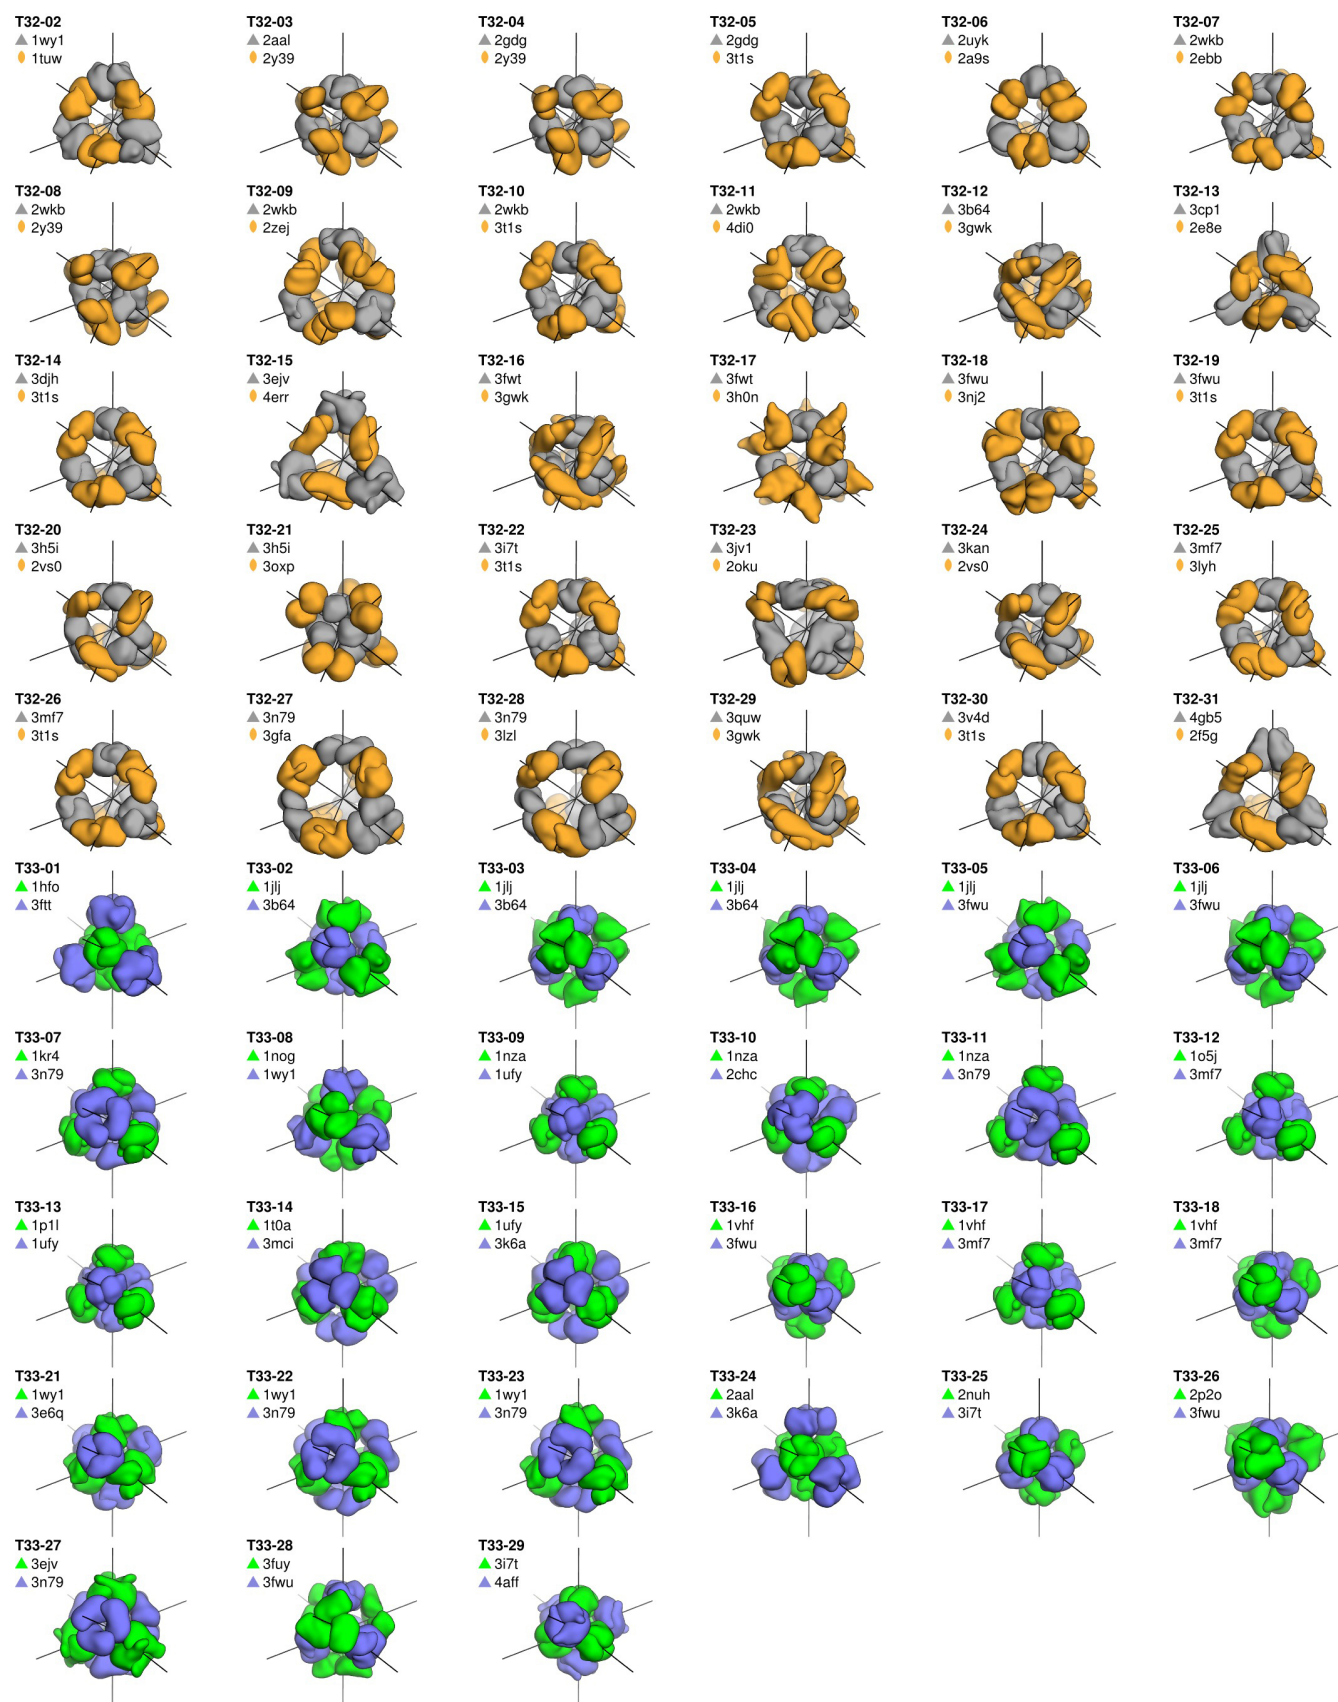 T32-02
1wy1
1tuw
T32-03
2aal
2y39
T32-04
2gdg
2y39
T32-05
2gdg
3t1s
T32-06
2uyk
2a9s
T32-07
2wkb
2ebb
T32-08
2wkb
2y39
T32-09
2wkb
2zej
T32-10
2wkb
3t1s
T32-11
2wkb
4di0
T32-12
3b64
3gwk
T32-13
3cp1
2e8e
T32-14
3djh
3t1s
T32-15
3ejv
4err
T32-16
3fwt
3gwk
T32-17
3fwt
3h0n
T32-18
3fwu
3nj2
T32-19
3fwu
3t1s
T32-20
3h5i
2vs0
T32-21
3h5i
3oxp
T32-22
3i7t
3t1s
T32-23
3jv1
2oku
T32-24
3kan
2vs0
T32-25
3mf7
3lyh
T32-26
3mf7
3t1s
T32-27
3n79
3gfa
T32-28
3n79
3lzl
T32-29
3quw
3gwk
T32-30
3v4d
3t1s
T32-31
4gb5
2f5g
T33-01
1hfo
3ftt
T33-02
1jlj
3b64
T33-03
1jlj
3b64
T33-04
1jlj
3b64
T33-05
1jlj
3fwu
T33-06
1jlj
3fwu
T33-07
1kr4
3n79
T33-08
1nog
1wy1
T33-09
1nza
1ufy
T33-10
1nza
2chc
T33-11
1nza
3n79
T33-12
1o5j
3mf7
T33-13
1p1l
1ufy
T33-14
1t0a
3mci
T33-15
1ufy
3k6a
T33-16
1vhf
3fwu
T33-17
1vhf
3mf7
T33-18
1vhf
3mf7
T33-21
1wy1
3e6q
T33-22
1wy1
3n79
T33-23
1wy1
3n79
T33-24
2aal
3k6a
T33-25
2nuh
3i7t
T33-26
2p2o
3fwu
T33-27
3ejv
3n79
T33-28
3fuy
3fwu
T33-29
3i7t
4aff